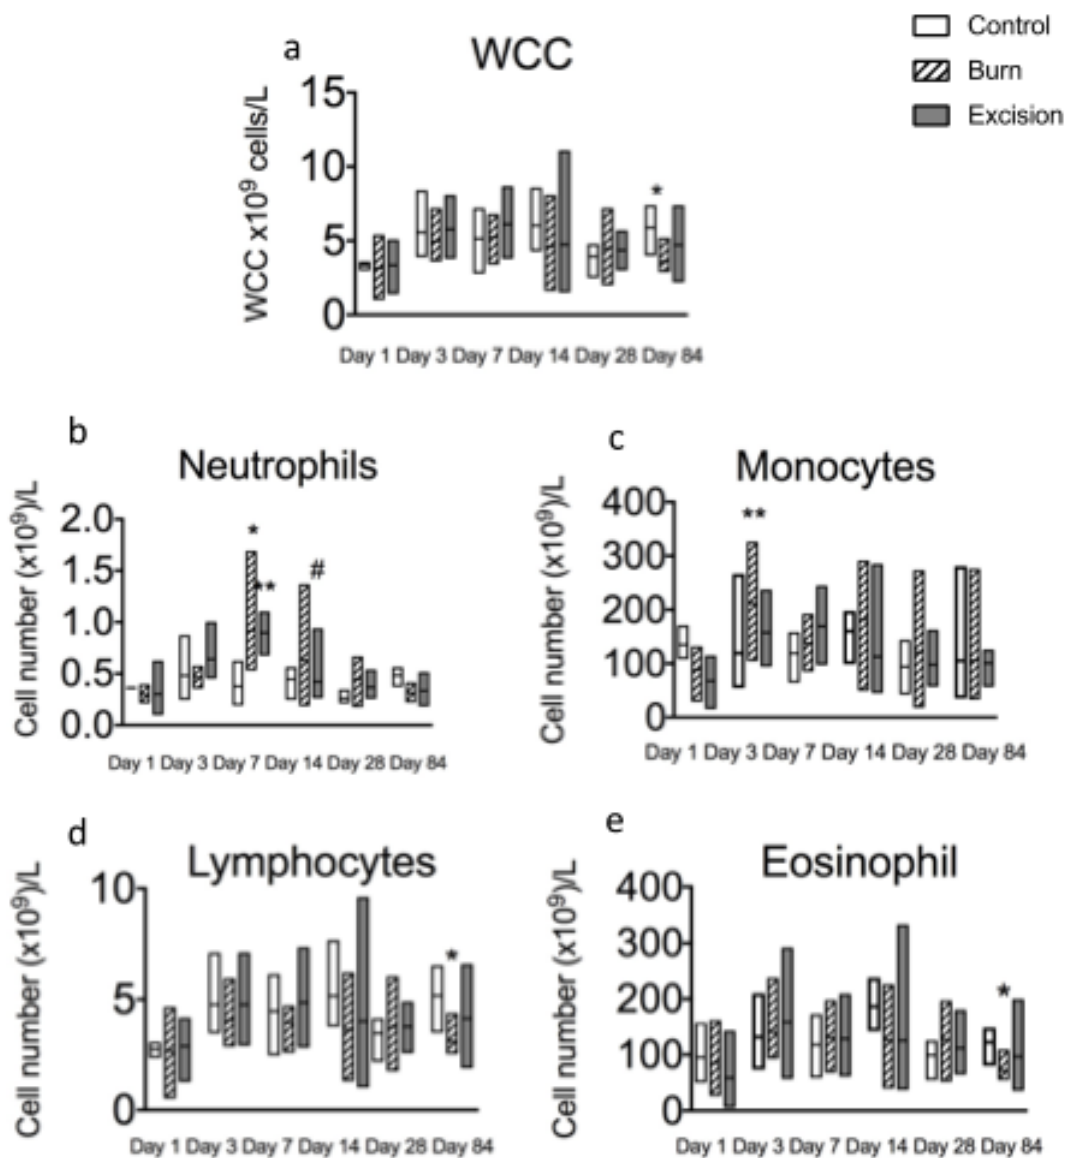 Control
Burn
Excision
a
WCC
WCC x10⁹ cells/L
15
10
5
0
Day 1 Day 3 Day 7 Day 14 Day 28 Day 84
*
b
Neutrophils
Cell number (x10⁹)/L
2.0
1.5
1.0
0.5
0.0
*
**
#
Day 1 Day 3 Day 7 Day 14 Day 28 Day 84
c
Monocytes
Cell number (x10⁹)/L
400
300
200
100
0
**
Day 1 Day 3 Day 7 Day 14 Day 28 Day 84
d
Lymphocytes
Cell number (x10⁹)/L
10
5
0
*
Day 1 Day 3 Day 7 Day 14 Day 28 Day 84
e
Eosinophil
Cell number (x10⁹)/L
400
300
200
100
0
*
Day 1 Day 3 Day 7 Day 14 Day 28 Day 84